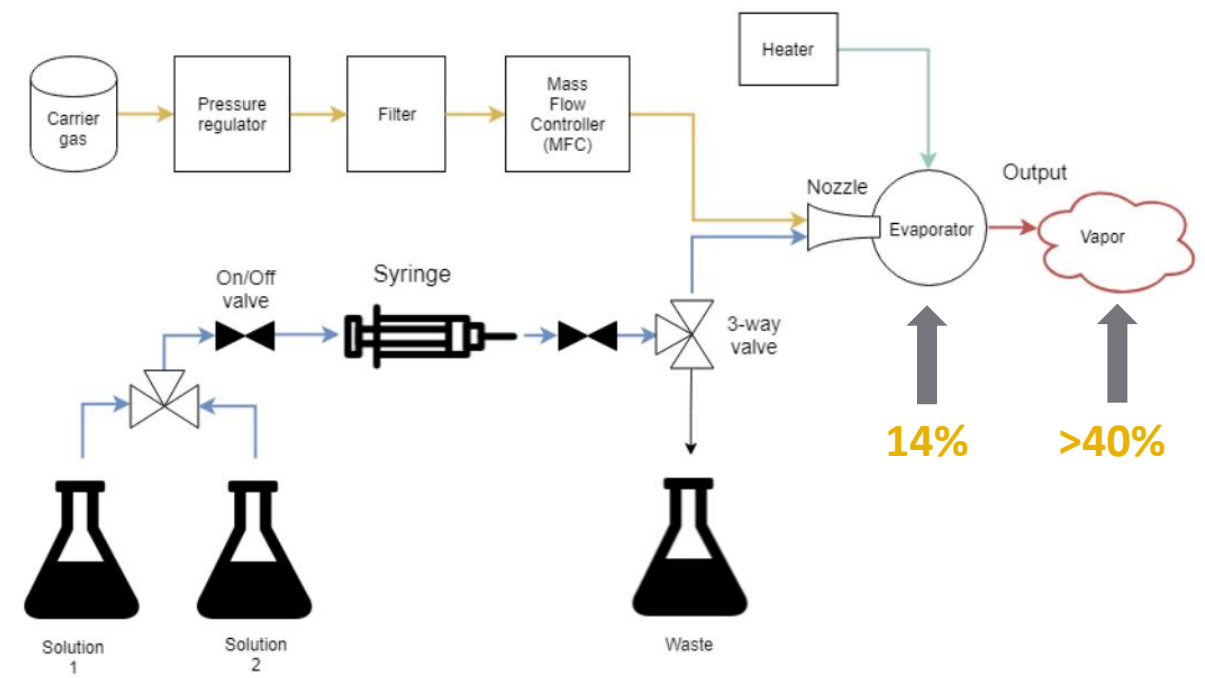 Heater
Carrier
gas
Pressure
regulator
Filter
Mass
Flow
Controller
(MFC)
Nozzle
Evaporator
Output
Vapor
On/Off
valve
Syringe
3-way
valve
14%
>40%
Solution
1
Solution
2
Waste